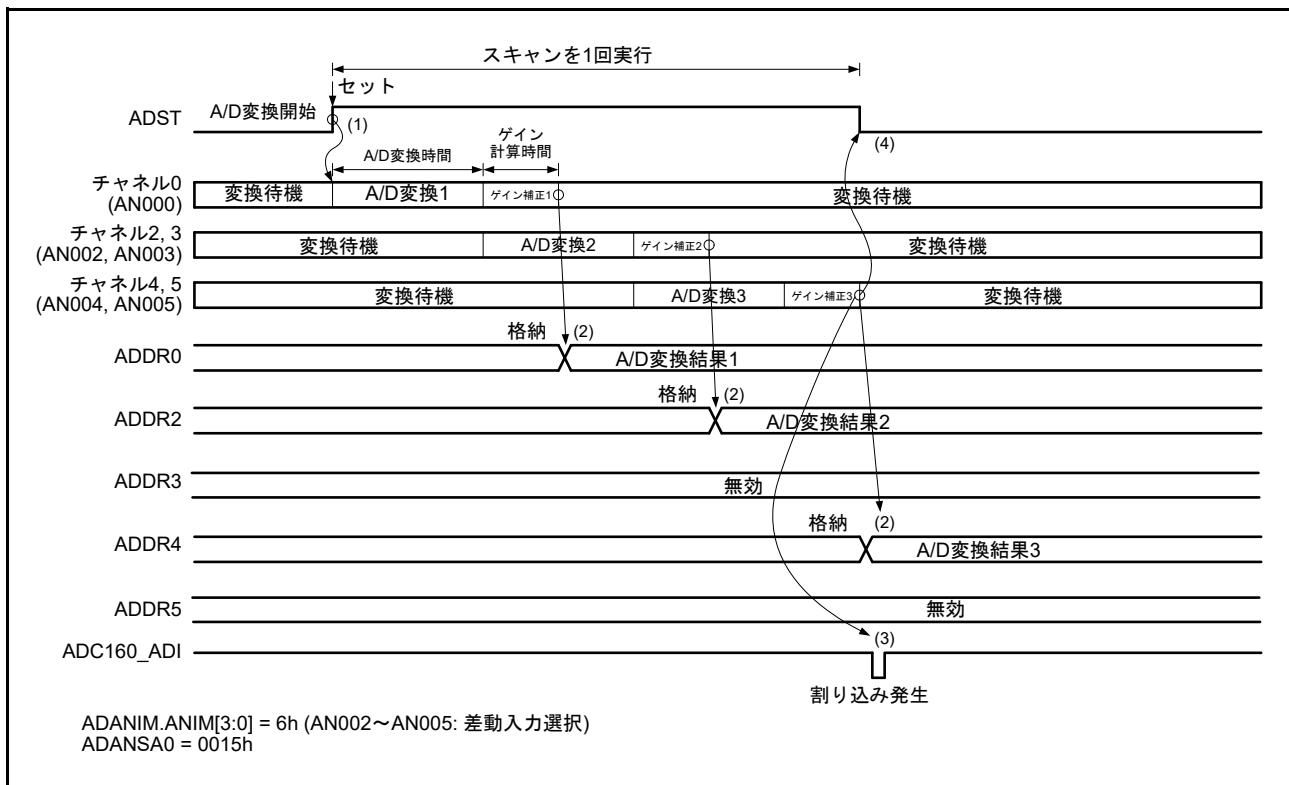 スキャンを1回実行
セット
ADST
A/D変換開始
(1)
(4)
A/D変換時間
ゲイン
計算時間
チャネル0
(AN000)
変換待機
A/D変換1
ゲイン補正1
変換待機
チャネル2, 3
(AN002, AN003)
変換待機
A/D変換2
ゲイン補正2
変換待機
チャネル4, 5
(AN004, AN005)
変換待機
A/D変換3
ゲイン補正3
変換待機
格納
(2)
ADDR0
A/D変換結果1
格納
(2)
ADDR2
A/D変換結果2
ADDR3
無効
格納
(2)
ADDR4
A/D変換結果3
ADDR5
無効
(3)
ADC160_ADI
割り込み発生
ADANIM.ANIM[3:0] = 6h (AN002～AN005: 差動入力選択)
ADANSA0 = 0015h